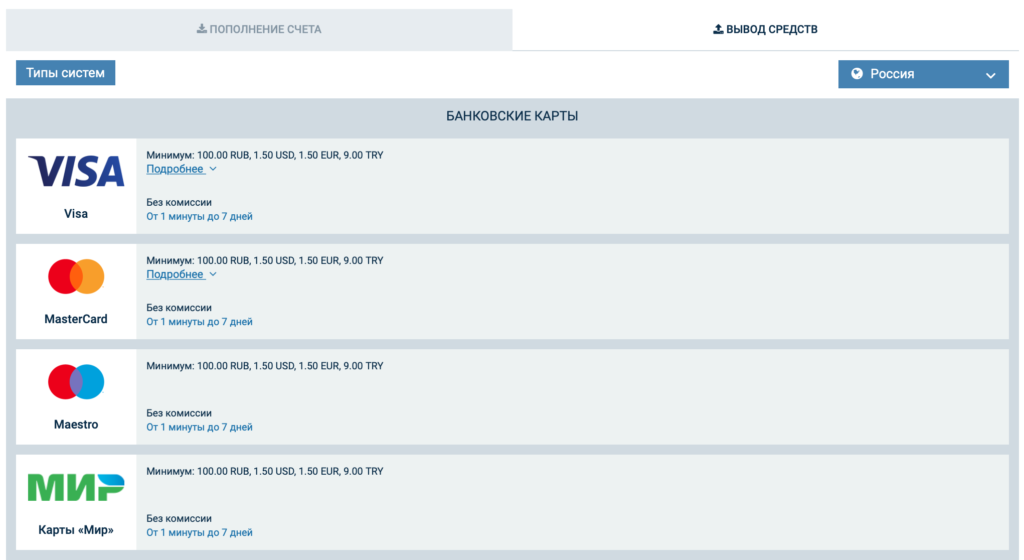 ПОПОЛНЕНИЕ СЧЕТА
ВЫВОД СРЕДСТВ
Типы систем
Россия
БАНКОВСКИЕ КАРТЫ
VISA
Visa
Минимум: 100.00 RUB, 1.50 USD, 1.50 EUR, 9.00 TRY
Подробнее
Без комиссии
От 1 минуты до 7 дней
MasterCard
Минимум: 100.00 RUB, 1.50 USD, 1.50 EUR, 9.00 TRY
Подробнее
Без комиссии
От 1 минуты до 7 дней
Maestro
Минимум: 100.00 RUB, 1.50 USD, 1.50 EUR, 9.00 TRY
Без комиссии
От 1 минуты до 7 дней
МИР
Карты «Мир»
Минимум: 100.00 RUB, 1.50 USD, 1.50 EUR, 9.00 TRY
Без комиссии
От 1 минуты до 7 дней